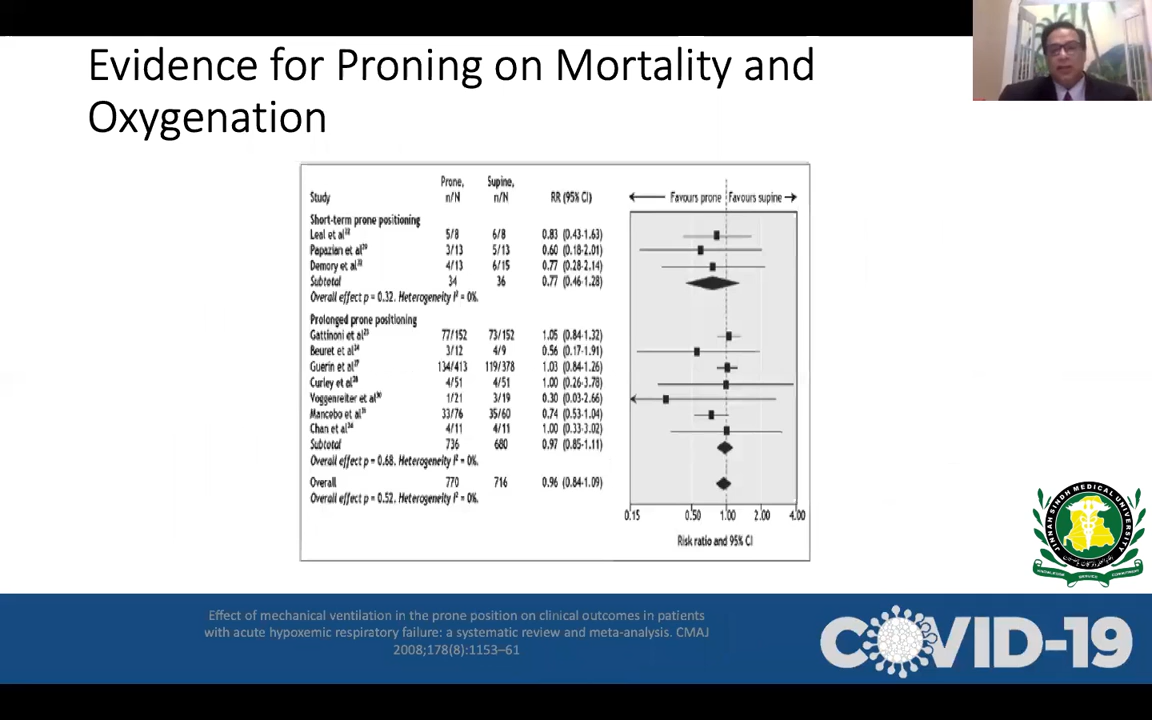 Evidence for Proning on Mortality and
Oxygenation
Prone, Supine,
Study n/N n/N RR (95% CI) Favours prone Favours supine
Short-term prone positioning
Leal et al 5/8 6/8 0.83 (0.43-1.63)
Papazian et al 3/13 5/13 0.60 (0.18-2.01)
Demory et al 4/13 6/15 0.77 (0.28-2.14)
Subtotal 34 36 0.77 (0.46-1.28)
Overall effect p = 0.32. Heterogeneity I² = 0%.
Prolonged prone positioning
Gattinoni et al 77/152 73/152 1.05 (0.84-1.32)
Beuret et al 3/12 4/9 0.56 (0.17-1.91)
Guerin et al 134/413 119/378 1.03 (0.84-1.26)
Curley et al 4/51 4/51 1.00 (0.26-3.78)
Voggenreiter et al 1/21 3/19 0.30 (0.03-2.66)
Mancebo et al 33/76 35/60 0.74 (0.53-1.04)
Chan et al 4/11 4/11 1.00 (0.33-3.02)
Subtotal 736 680 0.97 (0.85-1.11)
Overall effect p = 0.68. Heterogeneity I² = 0%.
Overall 770 716 0.96 (0.84-1.09)
Overall effect p = 0.52. Heterogeneity I² = 0%.
0.15 0.50 1.00 2.00 4.00
Risk ratio and 95% CI
JINNAH SINDH MEDICAL UNIVERSITY
KNOWLEDGE SERVICE COMMITMENT
Effect of mechanical ventilation in the prone position on clinical outcomes in patients
with acute hypoxemic respiratory failure: a systematic review and meta-analysis. CMAJ
2008;178(8):1153–61
COVID-19